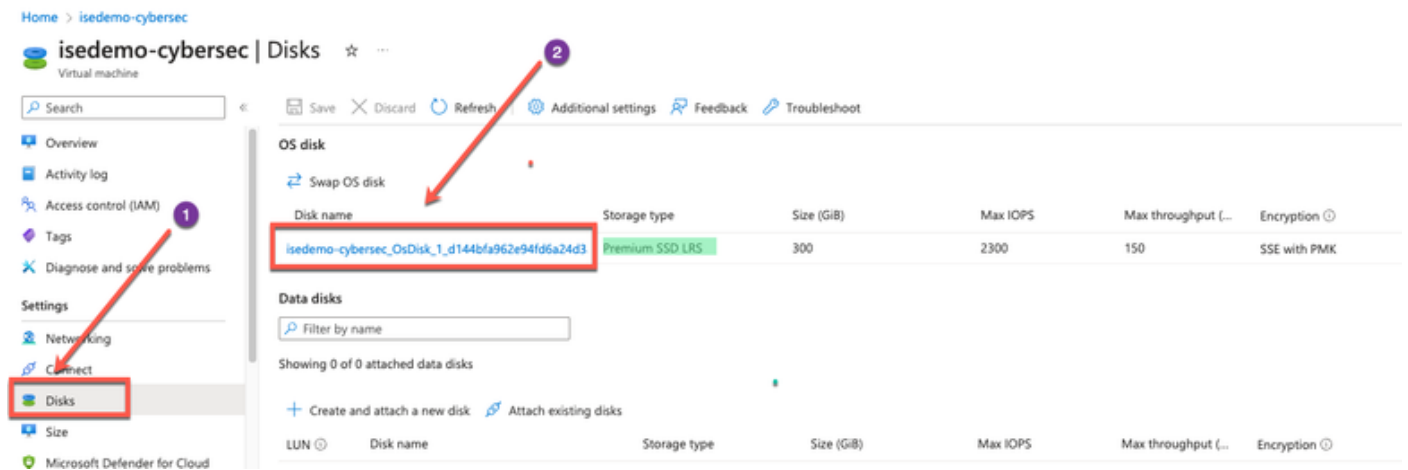 Home > isedemo-cybersec
isedemo-cybersec | Disks ☆ ...
Virtual machine
2
Search «
Save Discard Refresh Additional settings Feedback Troubleshoot
Overview
Activity log
Access control (IAM)
1
Tags
Diagnose and solve problems
Settings
Networking
Connect
Disks
Size
Microsoft Defender for Cloud
OS disk
Swap OS disk
Disk name Storage type Size (GiB) Max IOPS Max throughput (... Encryption
isedemo-cybersec_OsDisk_1_d144bfa962e94fd6a24d3 Premium SSD LRS 300 2300 150 SSE with PMK
Data disks
Filter by name
Showing 0 of 0 attached data disks
Create and attach a new disk Attach existing disks
LUN Disk name Storage type Size (GiB) Max IOPS Max throughput (... Encryption